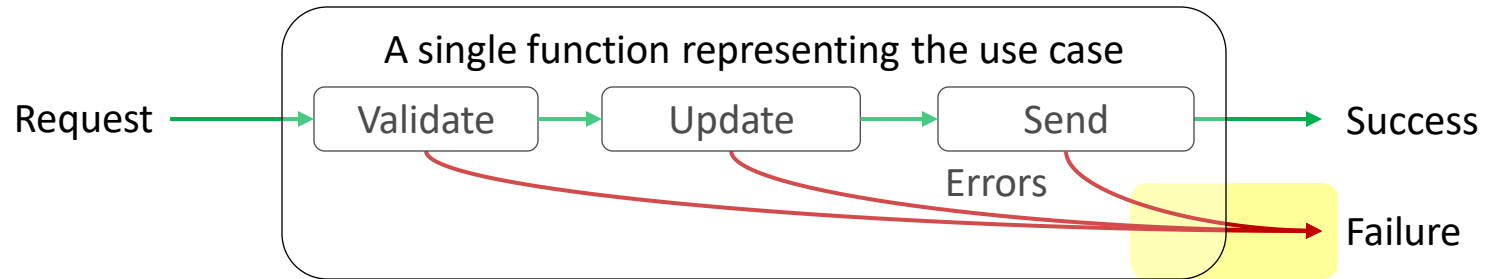 A single function representing the use case
Request
Validate
Update
Send
Success
Errors
Failure